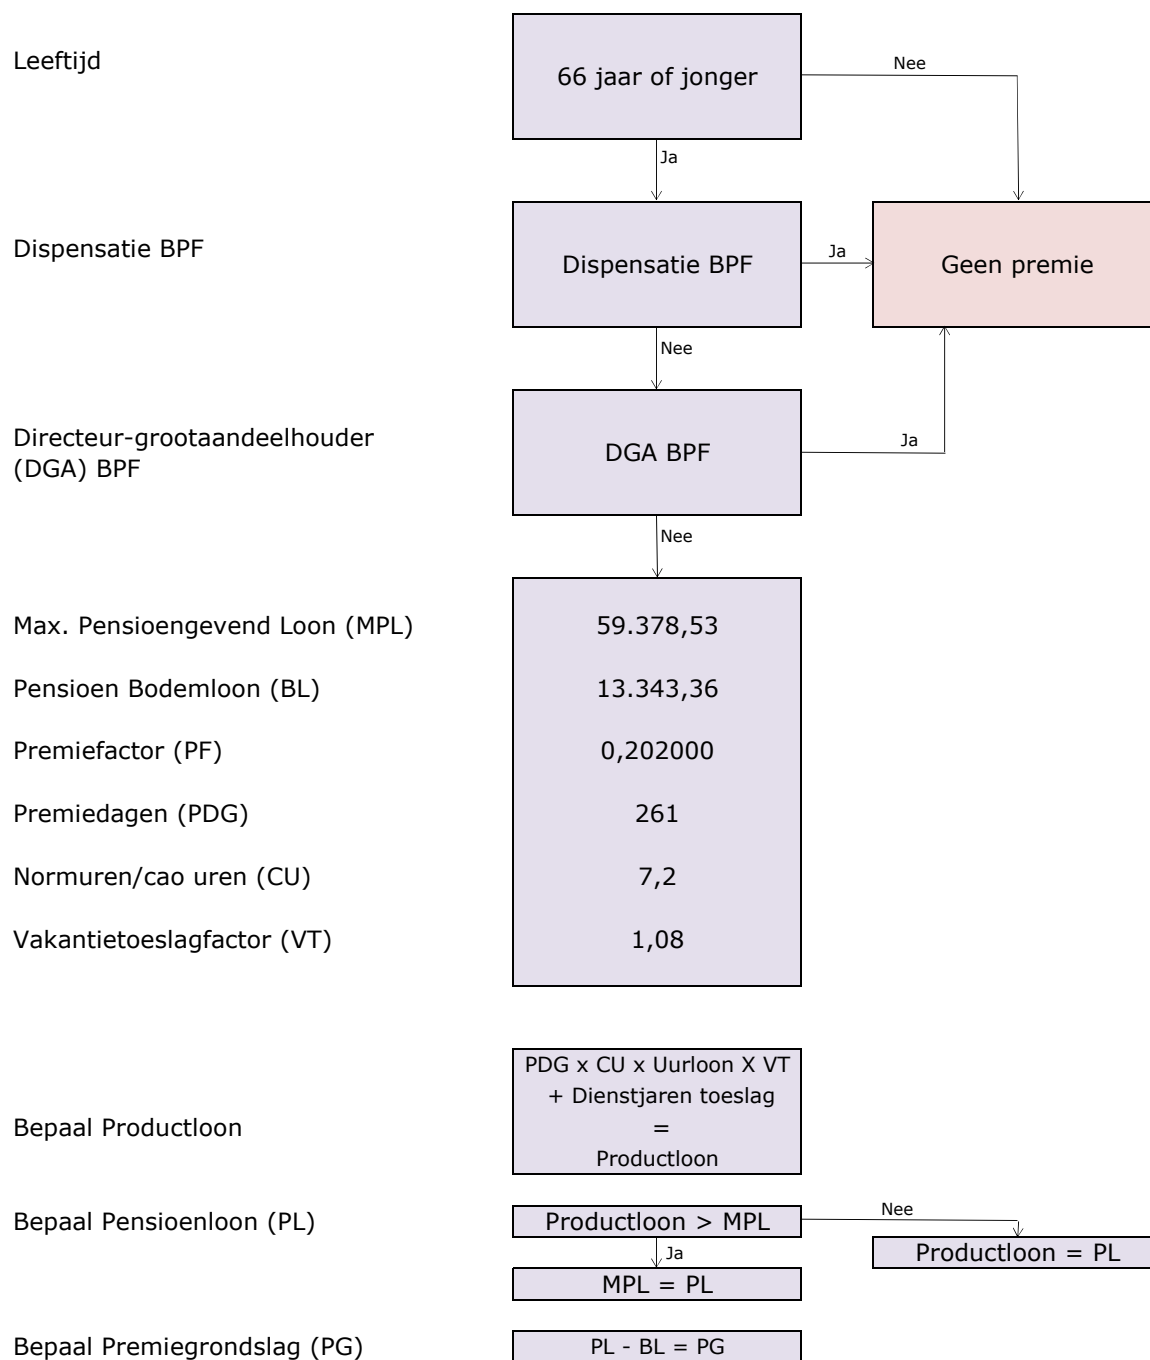 Leeftijd
66 jaar of jonger
Nee
Ja
Dispensatie BPF
Dispensatie BPF
Ja
Geen premie
Nee
Directeur-grootaandeelhouder
(DGA) BPF
DGA BPF
Ja
Nee
Max. Pensioengevend Loon (MPL)
59.378,53
Pensioen Bodemloon (BL)
13.343,36
Premiefactor (PF)
0,202000
Premiedagen (PDG)
261
Normuren/cao uren (CU)
7,2
Vakantietoeslagfactor (VT)
1,08
Bepaal Productloon
PDG x CU x Uurloon X VT
+ Dienstjaren toeslag
=
Productloon
Bepaal Pensioenloon (PL)
Productloon > MPL
Nee
Productloon = PL
Ja
MPL = PL
Bepaal Premiegrondslag (PG)
PL - BL = PG